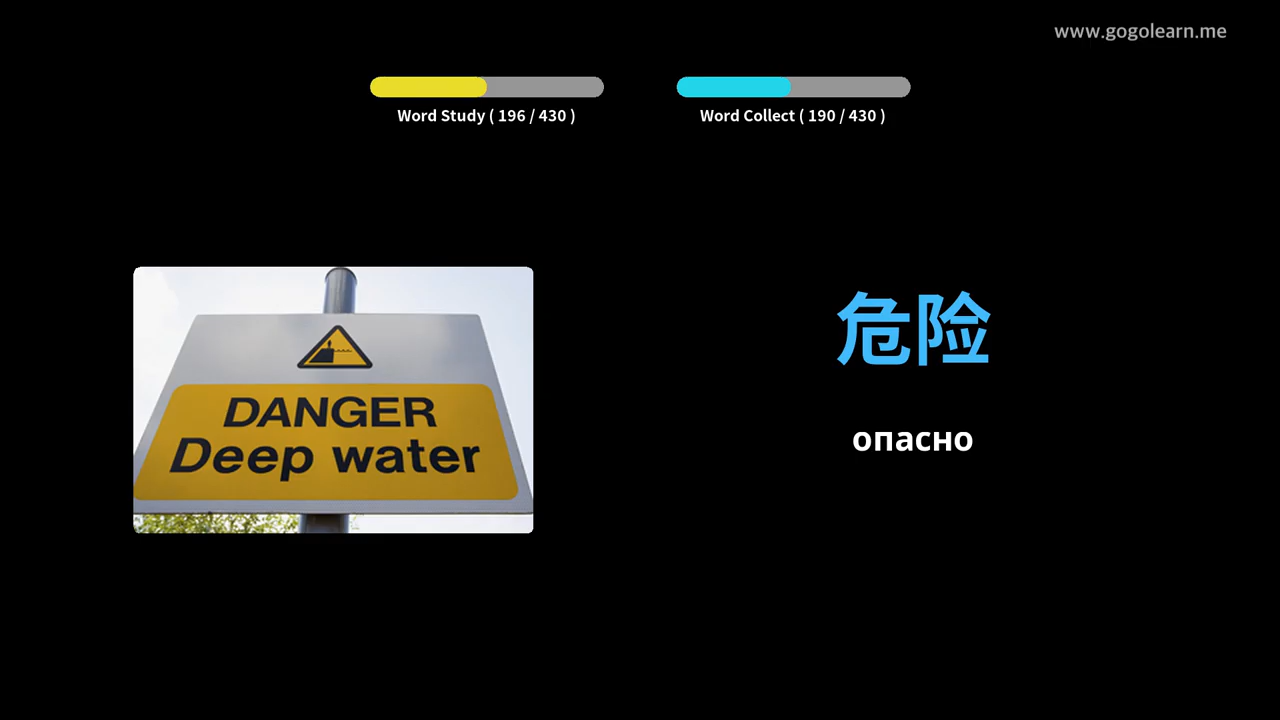 www.gogolearn.me
Word Study ( 196 / 430 )
Word Collect ( 190 / 430 )
DANGER
Deep water
危险
опасно